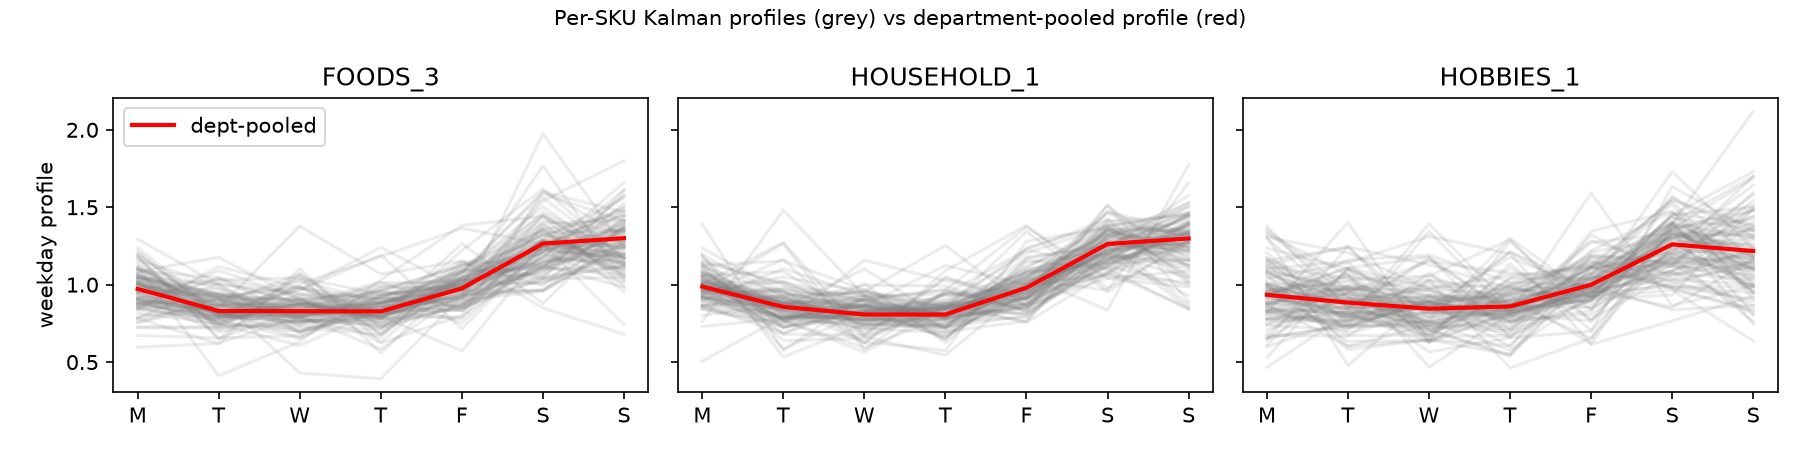 Per-SKU Kalman profiles (grey) vs department-pooled profile (red)
FOODS_3
HOUSEHOLD_1
HOBBIES_1
dept-pooled
weekday profile
2.0
1.5
1.0
0.5
M T W T F S S
M T W T F S S
M T W T F S S